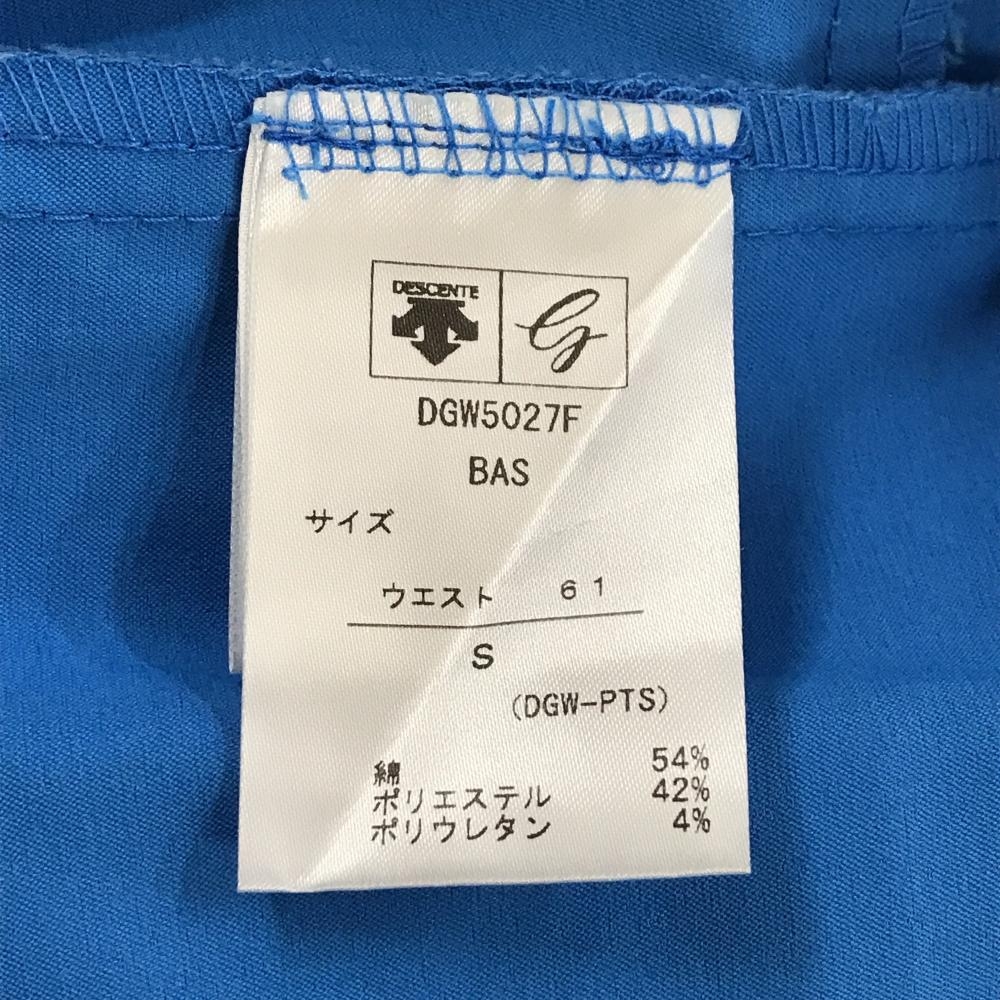 DESCENTE
G
DGW5027F
BAS
サイズ
ウエスト 61
S
(DGW-PTS)
綿 54%
ポリエステル 42%
ポリウレタン 4%